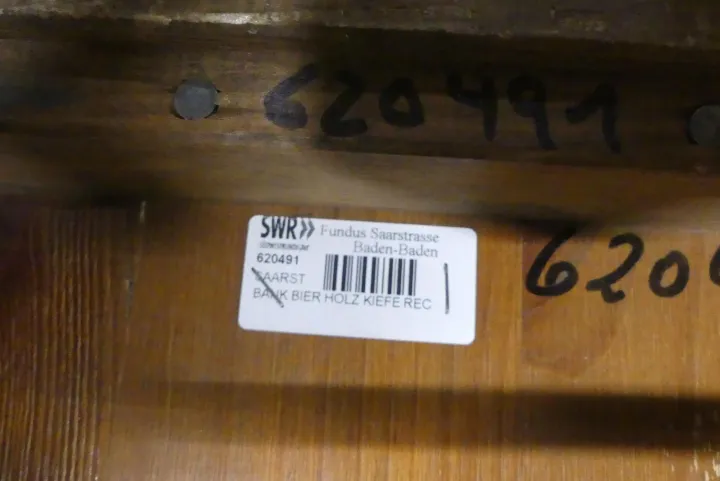 620491
SWR»
Fundus Saarstrasse
Baden-Baden
620491
SAARST
BANK BIER HOLZ KIEFE REC
620